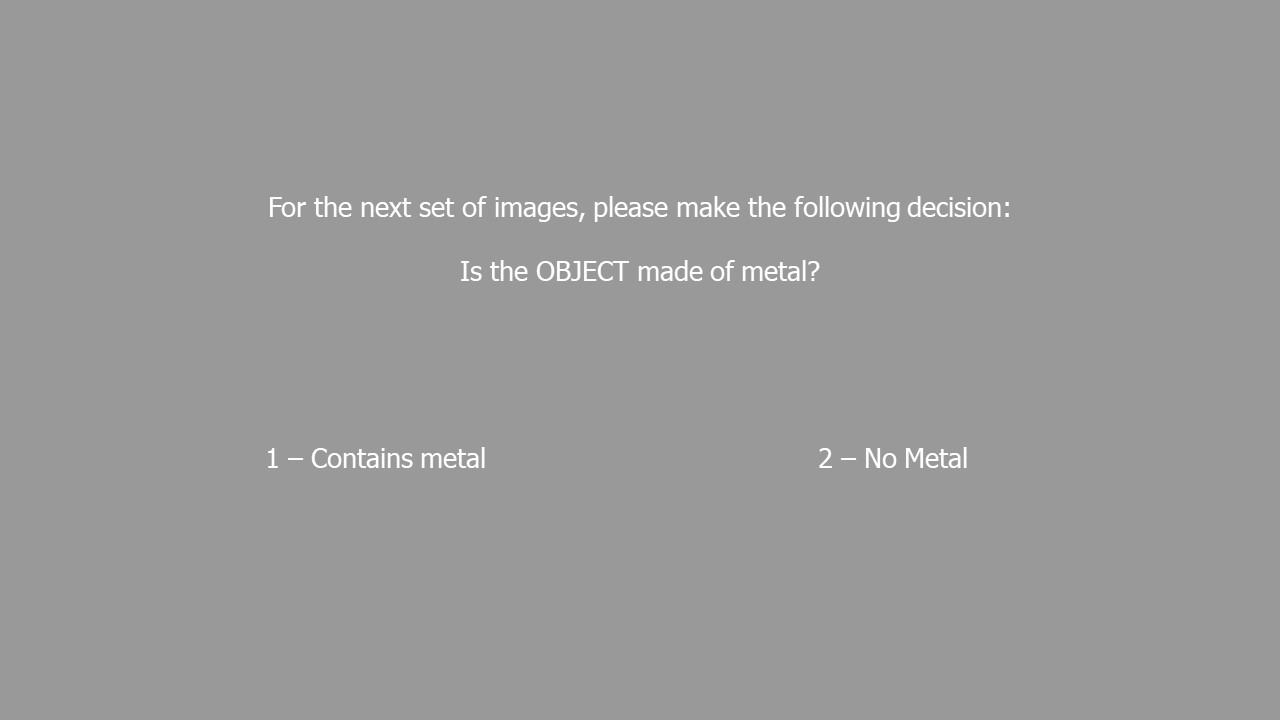 For the next set of images, please make the following decision:
Is the OBJECT made of metal?
1 – Contains metal
2 – No Metal